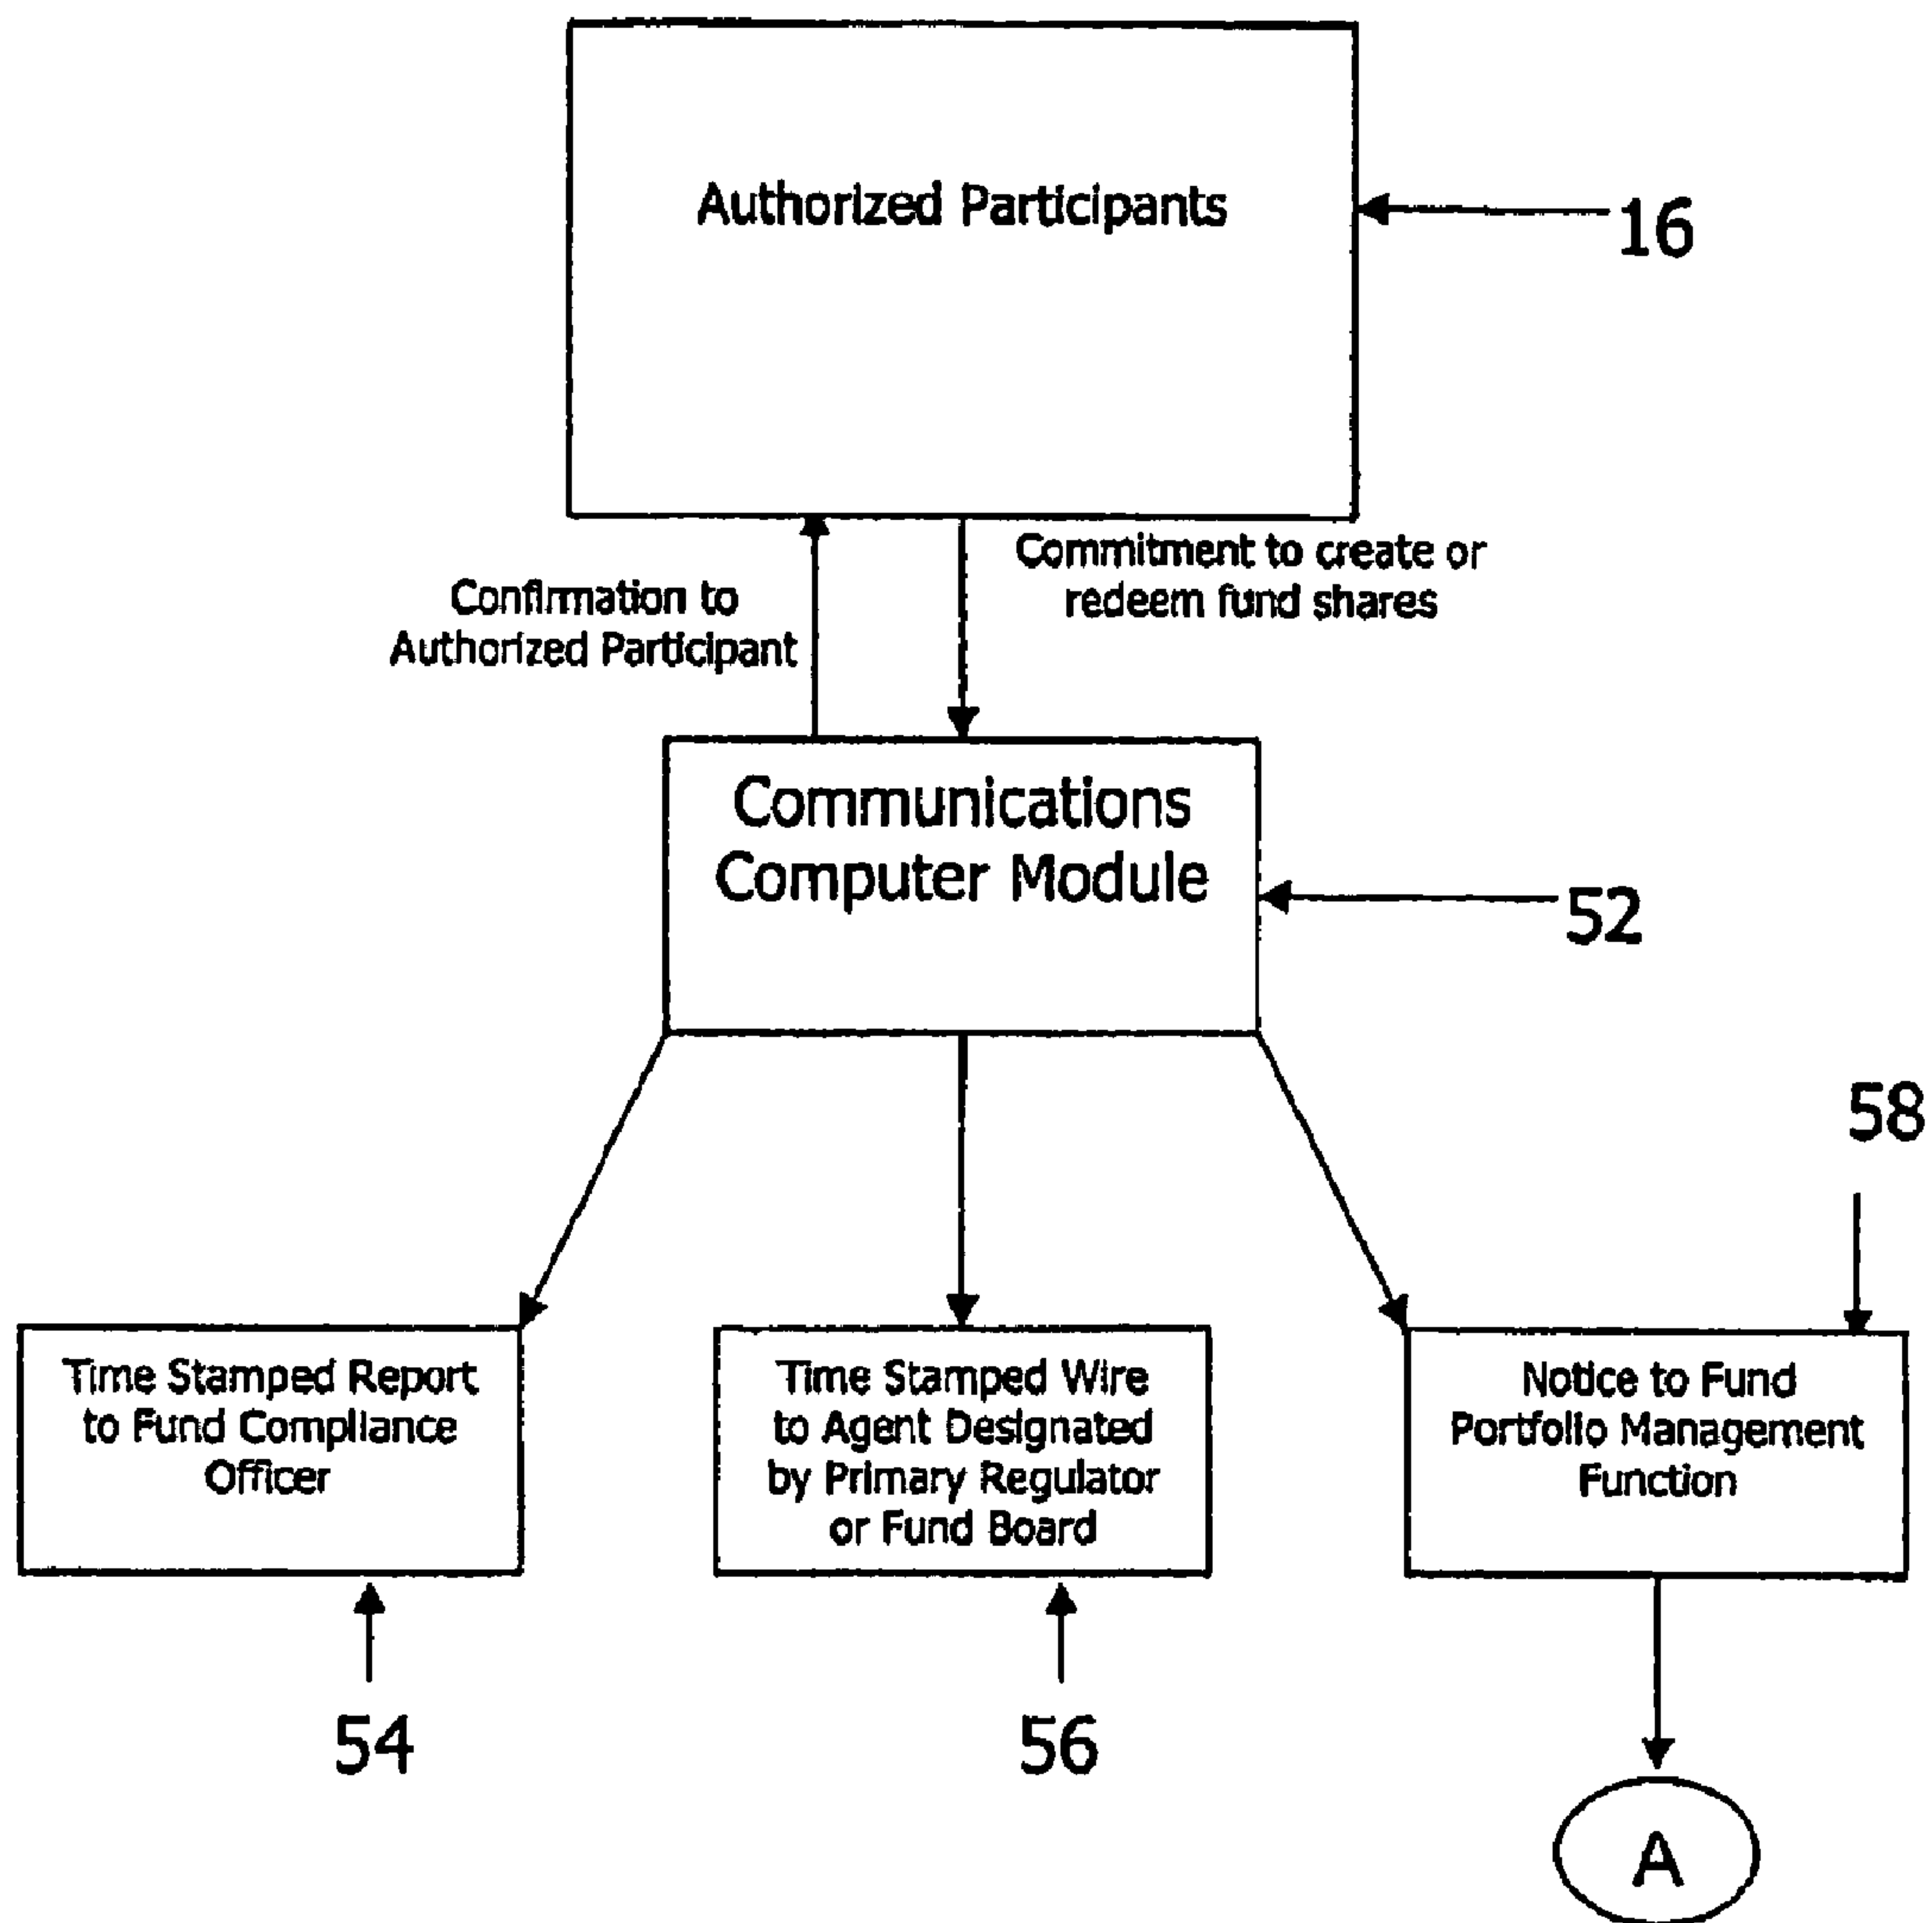 Authorized Participants
16
Commitment to create or
redeem fund shares
Confirmation to
Authorized Participant
Communications
Computer Module
52
58
Time Stamped Report
to Fund Compliance
Officer
Time Stamped Wire
to Agent Designated
by Primary Regulator
or Fund Board
Notice to Fund
Portfolio Management
Function
54
56
A